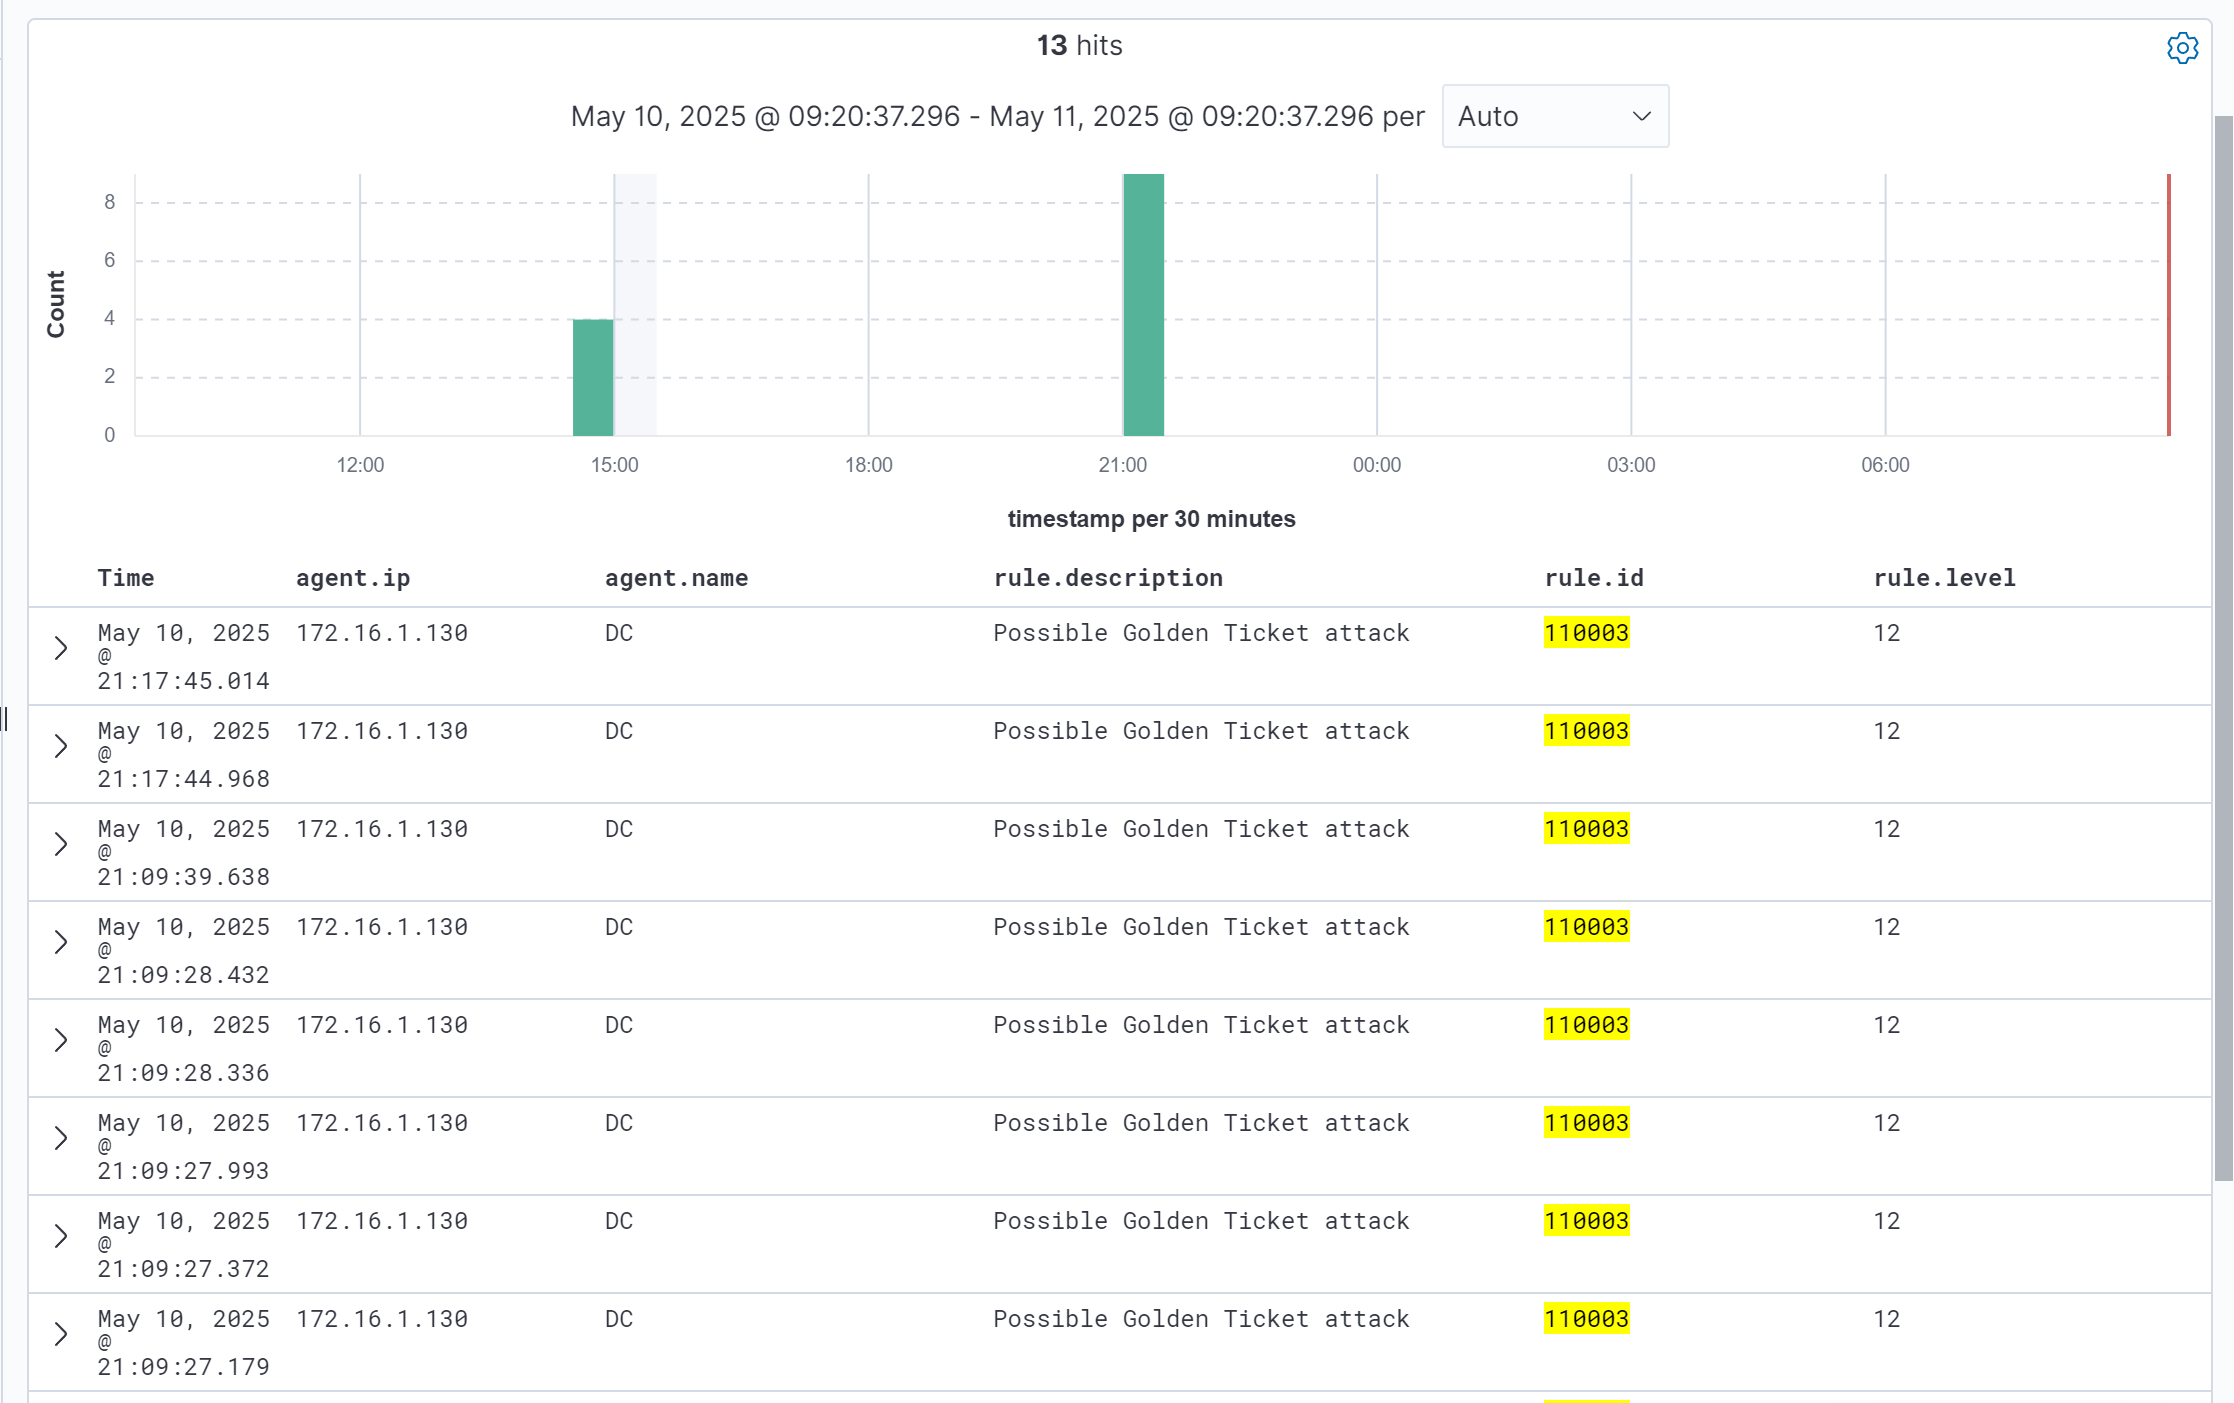 13 hits
May 10, 2025 @ 09:20:37.296 - May 11, 2025 @ 09:20:37.296 per Auto
Count
8
6
4
2
0
12:00 15:00 18:00 21:00 00:00 03:00 06:00
timestamp per 30 minutes
Time agent.ip agent.name rule.description rule.id rule.level
May 10, 2025 172.16.1.130 DC Possible Golden Ticket attack 110003 12
@
21:17:45.014
May 10, 2025 172.16.1.130 DC Possible Golden Ticket attack 110003 12
@
21:17:44.968
May 10, 2025 172.16.1.130 DC Possible Golden Ticket attack 110003 12
@
21:09:39.638
May 10, 2025 172.16.1.130 DC Possible Golden Ticket attack 110003 12
@
21:09:28.432
May 10, 2025 172.16.1.130 DC Possible Golden Ticket attack 110003 12
@
21:09:28.336
May 10, 2025 172.16.1.130 DC Possible Golden Ticket attack 110003 12
@
21:09:27.993
May 10, 2025 172.16.1.130 DC Possible Golden Ticket attack 110003 12
@
21:09:27.372
May 10, 2025 172.16.1.130 DC Possible Golden Ticket attack 110003 12
@
21:09:27.179